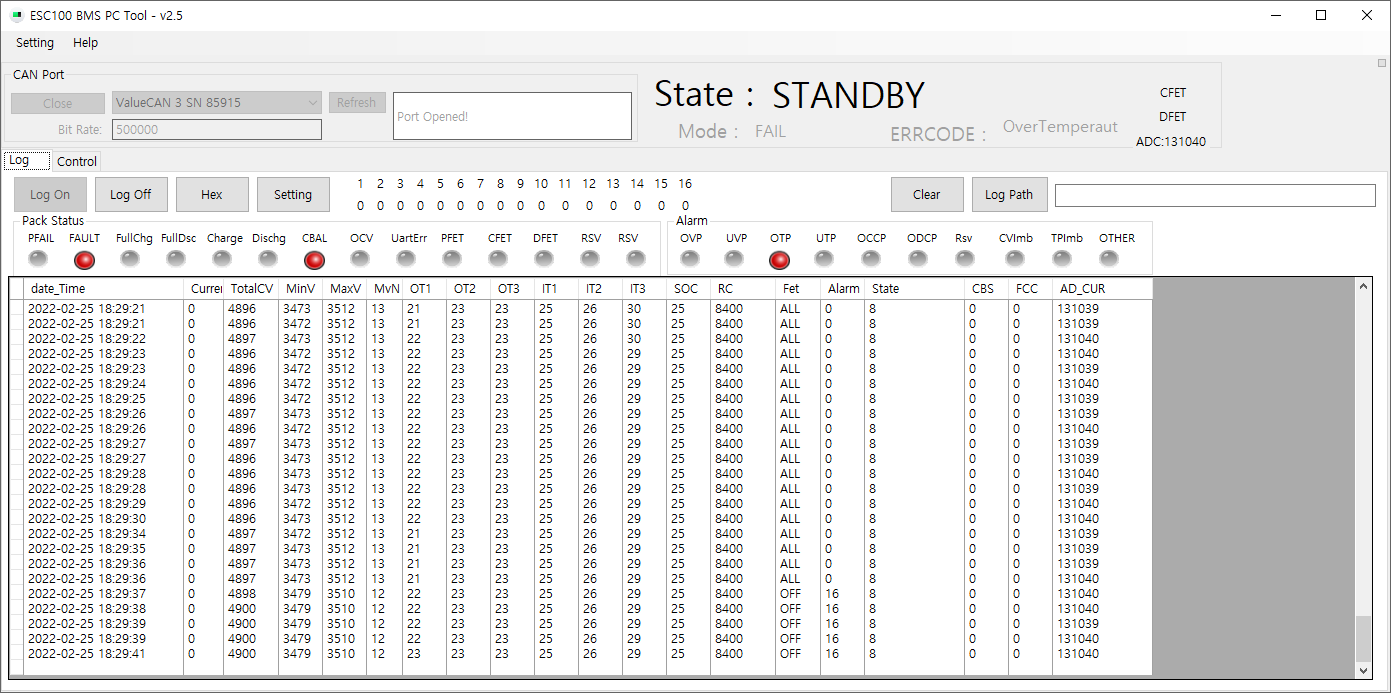 ESC100 BMS PC Tool - v2.5
Setting Help
CAN Port
Close ValueCAN 3 SN 85915 Refresh Port Opened!
Bit Rate: 500000
State : STANDBY
Mode : FAIL ERRCODE : OverTemperaut
CFET
DFET
ADC:131040
Log Control
Log On Log Off Hex Setting 1 2 3 4 5 6 7 8 9 10 11 12 13 14 15 16 Clear Log Path
0 0 0 0 0 0 0 0 0 0 0 0 0 0 0 0
Pack Status Alarm
PFAIL FAULT FullChg FullDsc Charge Dischg CBAL OCV UartErr PFET CFET DFET RSV RSV OVP UVP OTP UTP OCCP ODCP Rsv CVImb TPImb OTHER
date_Time Currer TotalCV MinV MaxV MvN OT1 OT2 OT3 IT1 IT2 IT3 SOC RC Fet Alarm State CBS FCC AD_CUR
2022-02-25 18:29:21 0 4896 3473 3512 13 21 23 23 25 26 30 25 8400 ALL 0 8 0 0 131039
2022-02-25 18:29:21 0 4896 3472 3512 13 21 23 23 25 26 30 25 8400 ALL 0 8 0 0 131039
2022-02-25 18:29:22 0 4897 3473 3512 13 22 23 23 25 26 30 25 8400 ALL 0 8 0 0 131040
2022-02-25 18:29:23 0 4896 3472 3512 13 22 23 23 25 26 29 25 8400 ALL 0 8 0 0 131040
2022-02-25 18:29:23 0 4896 3472 3512 13 22 23 23 25 26 29 25 8400 ALL 0 8 0 0 131039
2022-02-25 18:29:24 0 4896 3472 3512 13 22 23 23 25 26 29 25 8400 ALL 0 8 0 0 131040
2022-02-25 18:29:25 0 4896 3472 3512 13 22 23 23 25 26 29 25 8400 ALL 0 8 0 0 131039
2022-02-25 18:29:26 0 4897 3473 3512 13 22 23 23 25 26 29 25 8400 ALL 0 8 0 0 131039
2022-02-25 18:29:26 0 4896 3472 3512 13 22 23 23 25 26 29 25 8400 ALL 0 8 0 0 131040
2022-02-25 18:29:27 0 4897 3473 3512 13 22 23 23 25 26 29 25 8400 ALL 0 8 0 0 131039
2022-02-25 18:29:27 0 4897 3473 3512 13 22 23 23 25 26 29 25 8400 ALL 0 8 0 0 131039
2022-02-25 18:29:28 0 4896 3473 3512 13 22 23 23 25 26 29 25 8400 ALL 0 8 0 0 131040
2022-02-25 18:29:28 0 4896 3473 3512 13 22 23 23 25 26 29 25 8400 ALL 0 8 0 0 131039
2022-02-25 18:29:29 0 4896 3472 3512 13 22 23 23 25 26 29 25 8400 ALL 0 8 0 0 131040
2022-02-25 18:29:30 0 4896 3473 3512 13 22 23 23 25 26 29 25 8400 ALL 0 8 0 0 131040
2022-02-25 18:29:34 0 4897 3472 3512 13 21 23 23 25 26 29 25 8400 ALL 0 8 0 0 131040
2022-02-25 18:29:35 0 4897 3473 3512 13 21 23 23 25 26 29 25 8400 ALL 0 8 0 0 131039
2022-02-25 18:29:36 0 4897 3473 3512 13 21 23 23 25 26 29 25 8400 ALL 0 8 0 0 131039
2022-02-25 18:29:36 0 4897 3473 3512 13 21 23 23 25 26 29 25 8400 ALL 0 8 0 0 131040
2022-02-25 18:29:37 0 4898 3479 3510 12 22 23 23 25 26 29 25 8400 OFF 16 8 0 0 131040
2022-02-25 18:29:38 0 4900 3479 3510 12 22 23 23 25 26 29 25 8400 OFF 16 8 0 0 131040
2022-02-25 18:29:39 0 4900 3479 3510 12 22 23 23 25 26 29 25 8400 OFF 16 8 0 0 131039
2022-02-25 18:29:39 0 4900 3479 3510 12 22 23 23 25 26 29 25 8400 OFF 16 8 0 0 131040
2022-02-25 18:29:41 0 4900 3479 3510 12 23 23 23 25 26 29 25 8400 OFF 16 8 0 0 131040